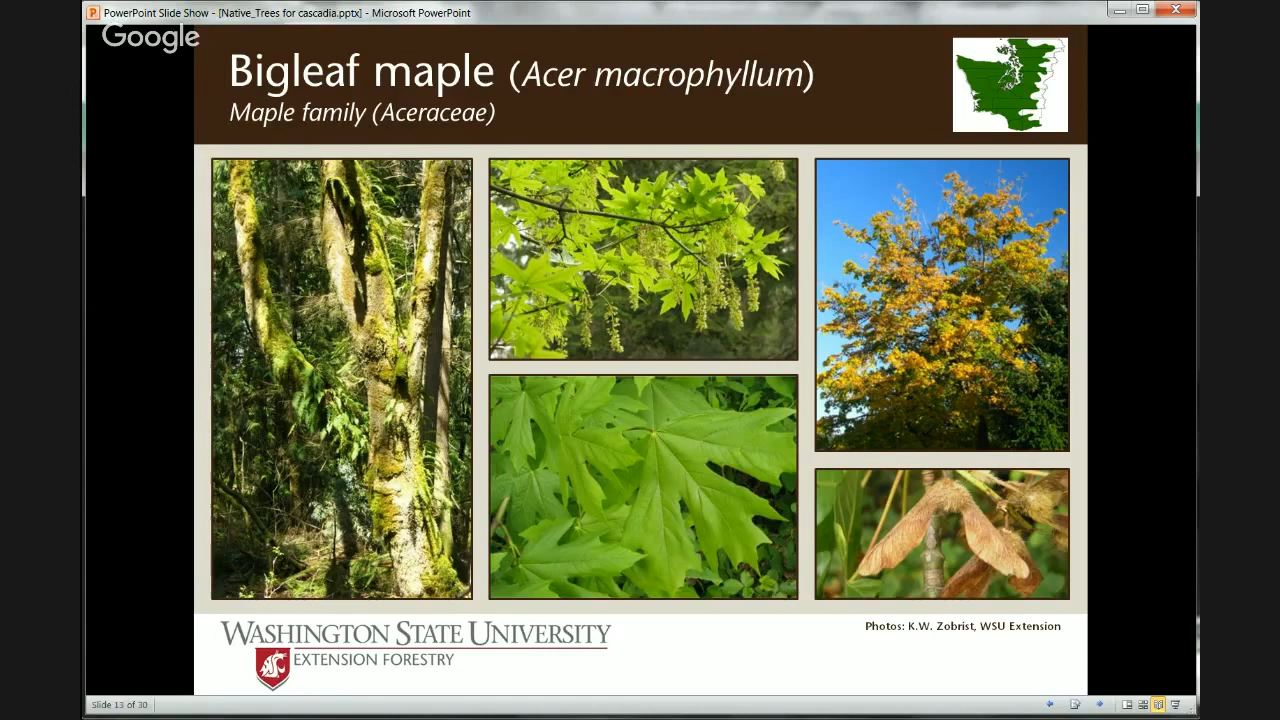 PowerPoint Slide Show - [Native_Trees for cascadia.pptx] - Microsoft PowerPoint
Google
Bigleaf maple (Acer macrophyllum)
Maple family (Aceraceae)
Photos: K.W. Zobrist, WSU Extension
WASHINGTON STATE UNIVERSITY
EXTENSION FORESTRY
Slide 13 of 30